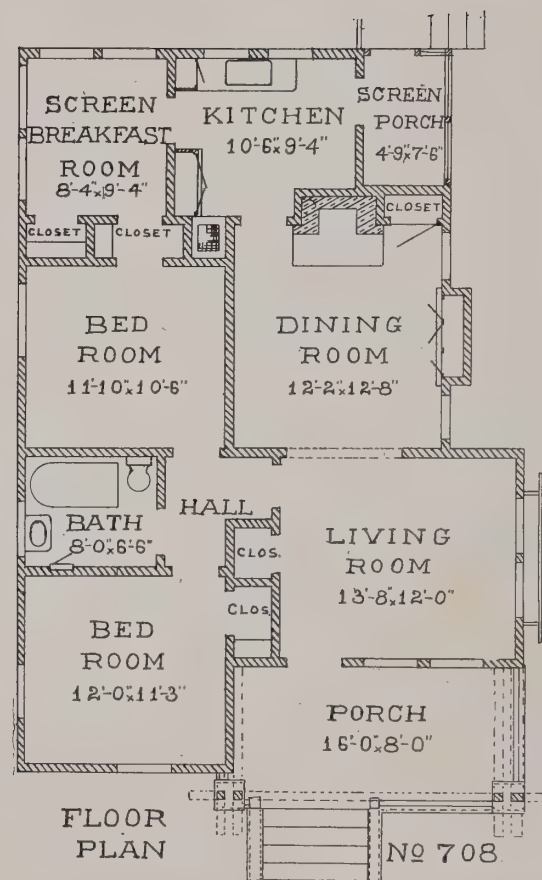 SCREEN
BREAKFAST
ROOM
8'-4"x9'-4"
KITCHEN
10'-6"x9'-4"
SCREEN
PORCH
4'-9"x7'-6"
CLOSET
CLOSET
CLOSET
BED
ROOM
11'-10"x10'-6"
DINING
ROOM
12'-2"x12'-8"
HALL
BATH
8'-0"x6'-6"
CLOS.
CLOS.
LIVING
ROOM
13'-8"x12'-0"
BED
ROOM
12'-0"x11'-3"
PORCH
16'-0"x8'-0"
FLOOR
PLAN
No 708